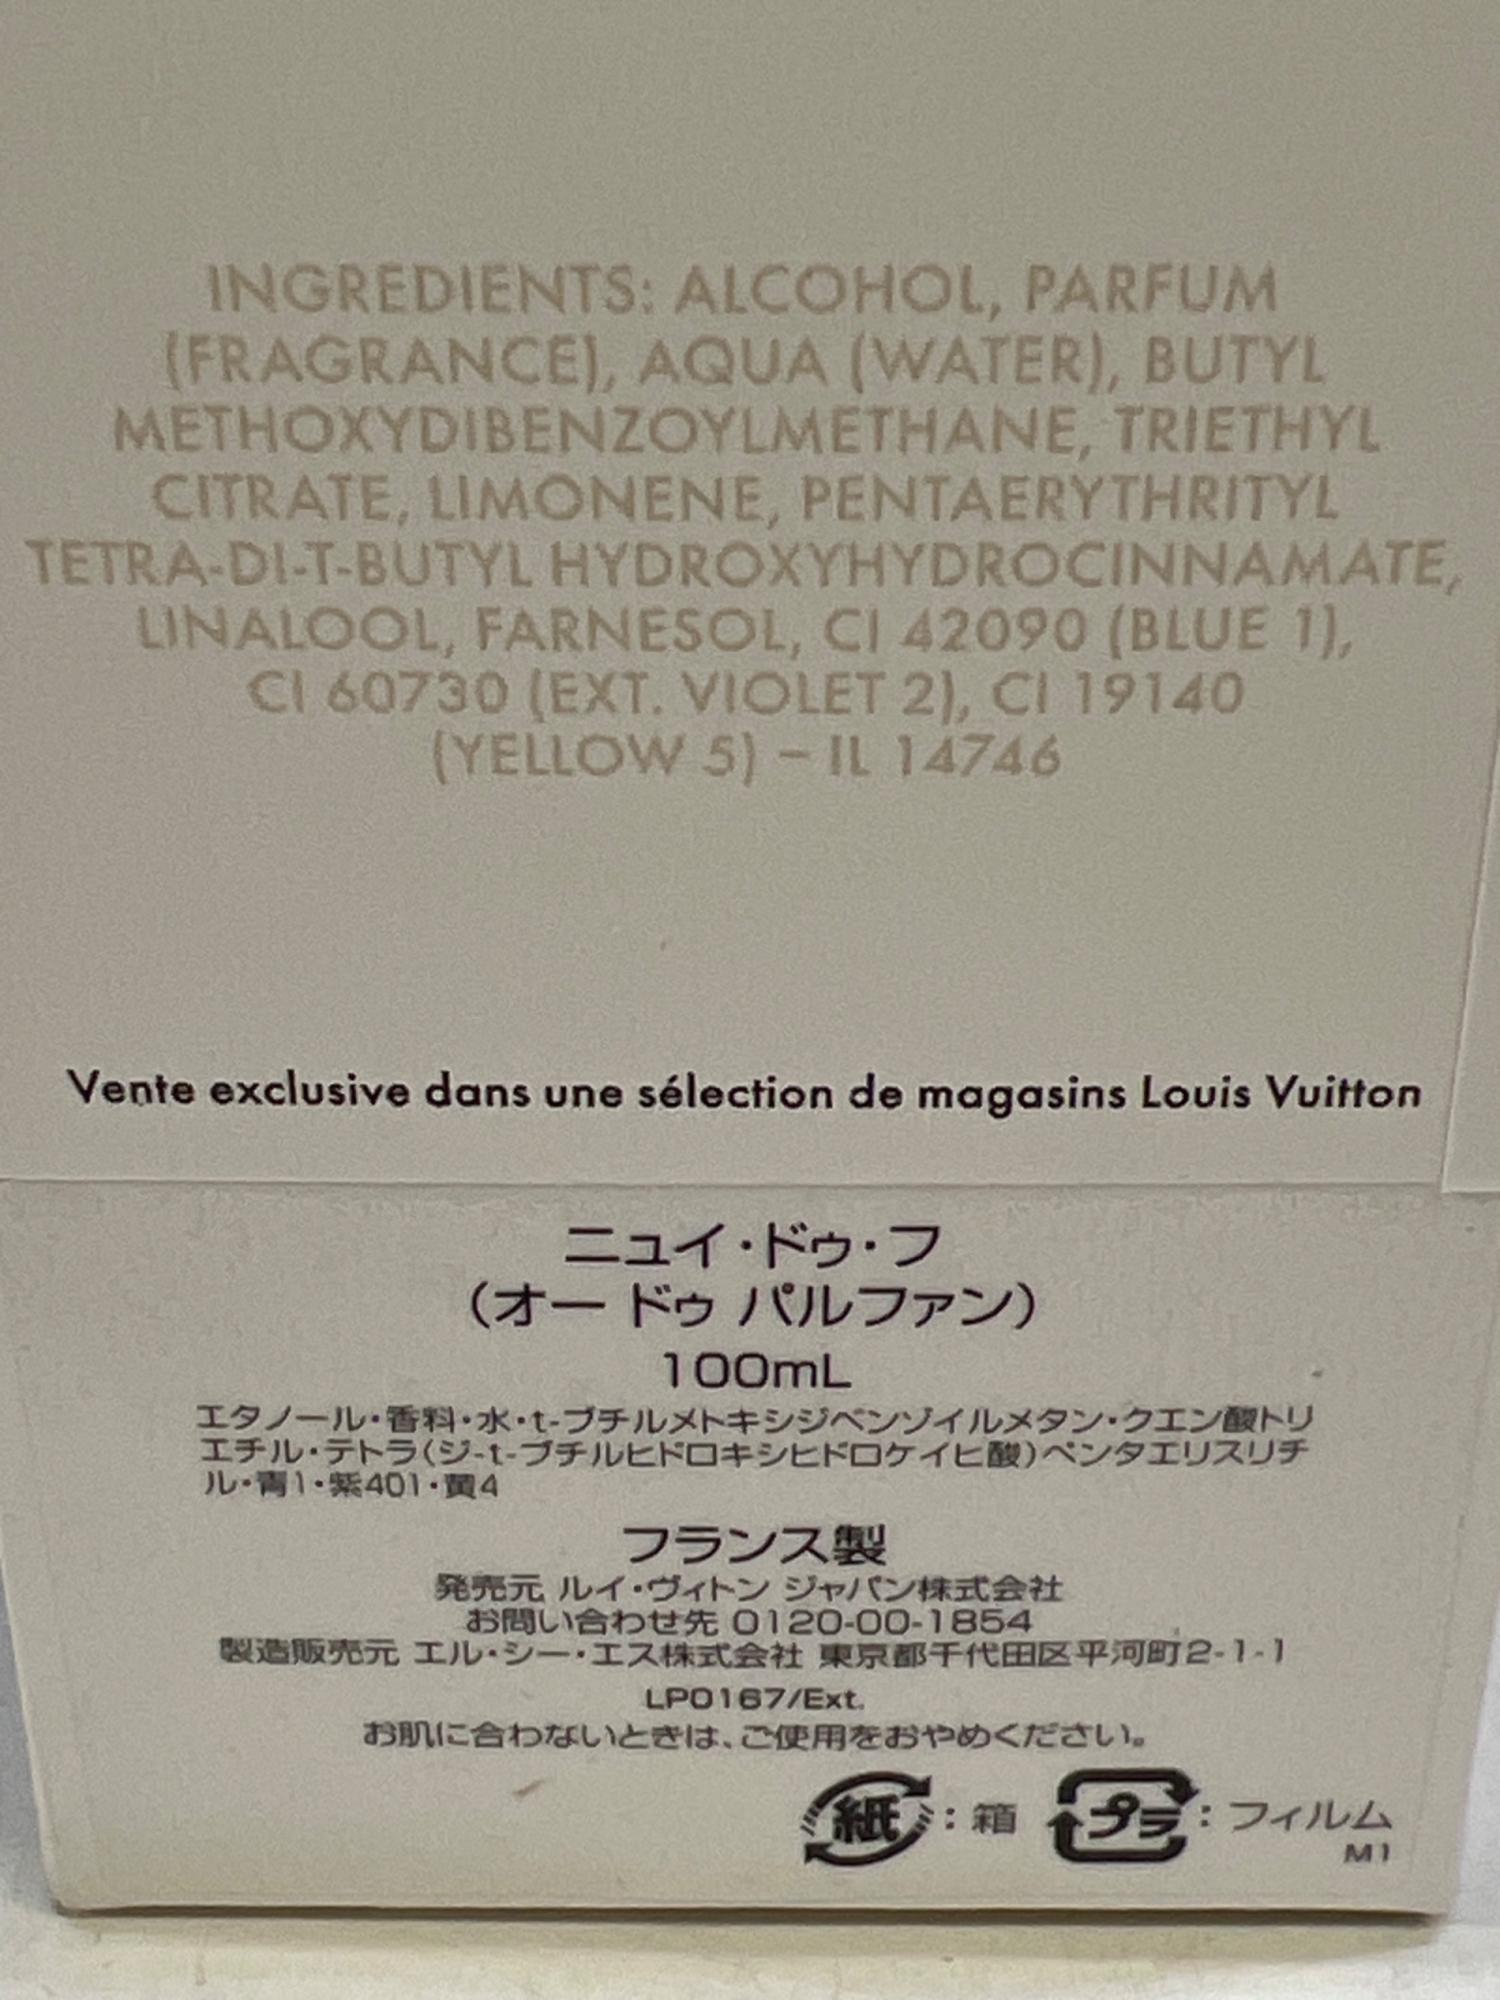 INGREDIENTS: ALCOHOL, PARFUM
(FRAGRANCE), AQUA (WATER), BUTYL
METHOXYDIBENZOYLMETHANE, TRIETHYL
CITRATE, LIMONENE, PENTAERYTHRITYL
TETRA-DI-T-BUTYL HYDROXYHYDROCINNAMATE,
LINALOOL, FARNESOL, CI 42090 (BLUE 1),
CI 60730 (EXT. VIOLET 2), CI 19140
(YELLOW 5) – IL 14746
Vente exclusive dans une sélection de magasins Louis Vuitton
ニュイ・ドゥ・フ
（オー ドゥ パルファン）
100mL
エタノール・香料・水・t-ブチルメトキシジベンゾイルメタン・クエン酸トリ
エチル・テトラ(ジ-t-ブチルヒドロキシヒドロケイヒ酸)ペンタエリスリチ
ル・青1・紫401・黄4
フランス製
発売元 ルイ・ヴィトン ジャパン株式会社
お問い合わせ先 0120-00-1854
製造販売元 エル・シー・エス株式会社 東京都千代田区平河町2-1-1
LP0167/Ext.
お肌に合わないときは、ご使用をおやめください。
紙：箱 プラ：フィルム
M1